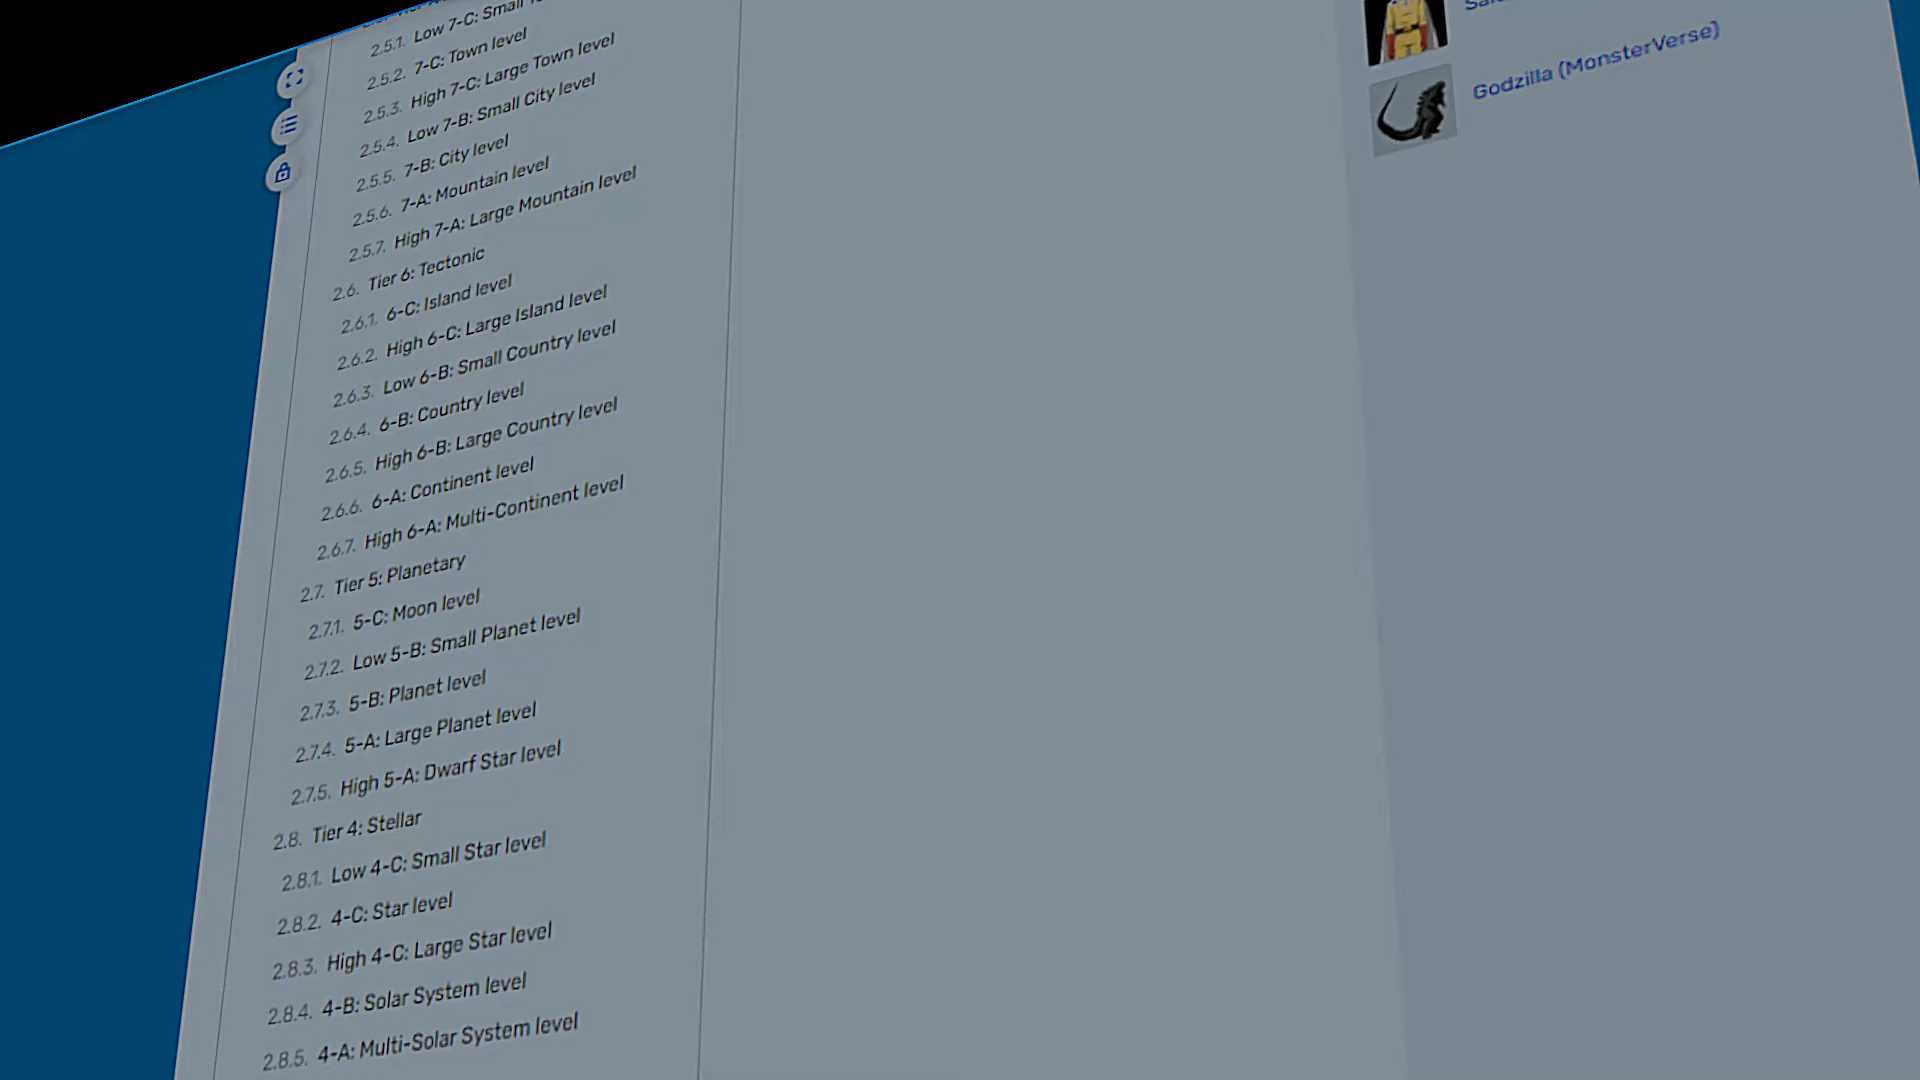 2.5.1. Low 7-C: Small
2.5.2. 7-C: Town level
2.5.3. High 7-C: Large Town level
2.5.4. Low 7-B: Small City level
2.5.5. 7-B: City level
2.5.6. 7-A: Mountain level
2.5.7. High 7-A: Large Mountain level
2.6. Tier 6: Tectonic
2.6.1. 6-C: Island level
2.6.2. High 6-C: Large Island level
2.6.3. Low 6-B: Small Country level
2.6.4. 6-B: Country level
2.6.5. High 6-B: Large Country level
2.6.6. 6-A: Continent level
2.6.7. High 6-A: Multi-Continent level
2.7. Tier 5: Planetary
2.7.1. 5-C: Moon level
2.7.2. Low 5-B: Small Planet level
2.7.3. 5-B: Planet level
2.7.4. 5-A: Large Planet level
2.7.5. High 5-A: Dwarf Star level
2.8. Tier 4: Stellar
2.8.1. Low 4-C: Small Star level
2.8.2. 4-C: Star level
2.8.3. High 4-C: Large Star level
2.8.4. 4-B: Solar System level
2.8.5. 4-A: Multi-Solar System level
Godzilla (MonsterVerse)